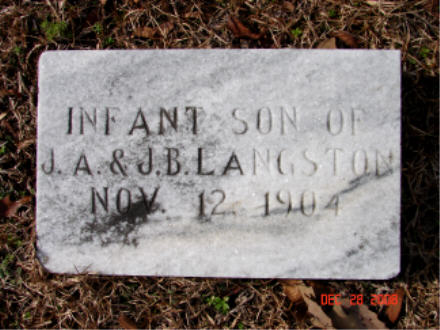 INFANT SON OF
J. A. & J. B. LANGSTON
NOV. 12. 1904
DEC 28 2008